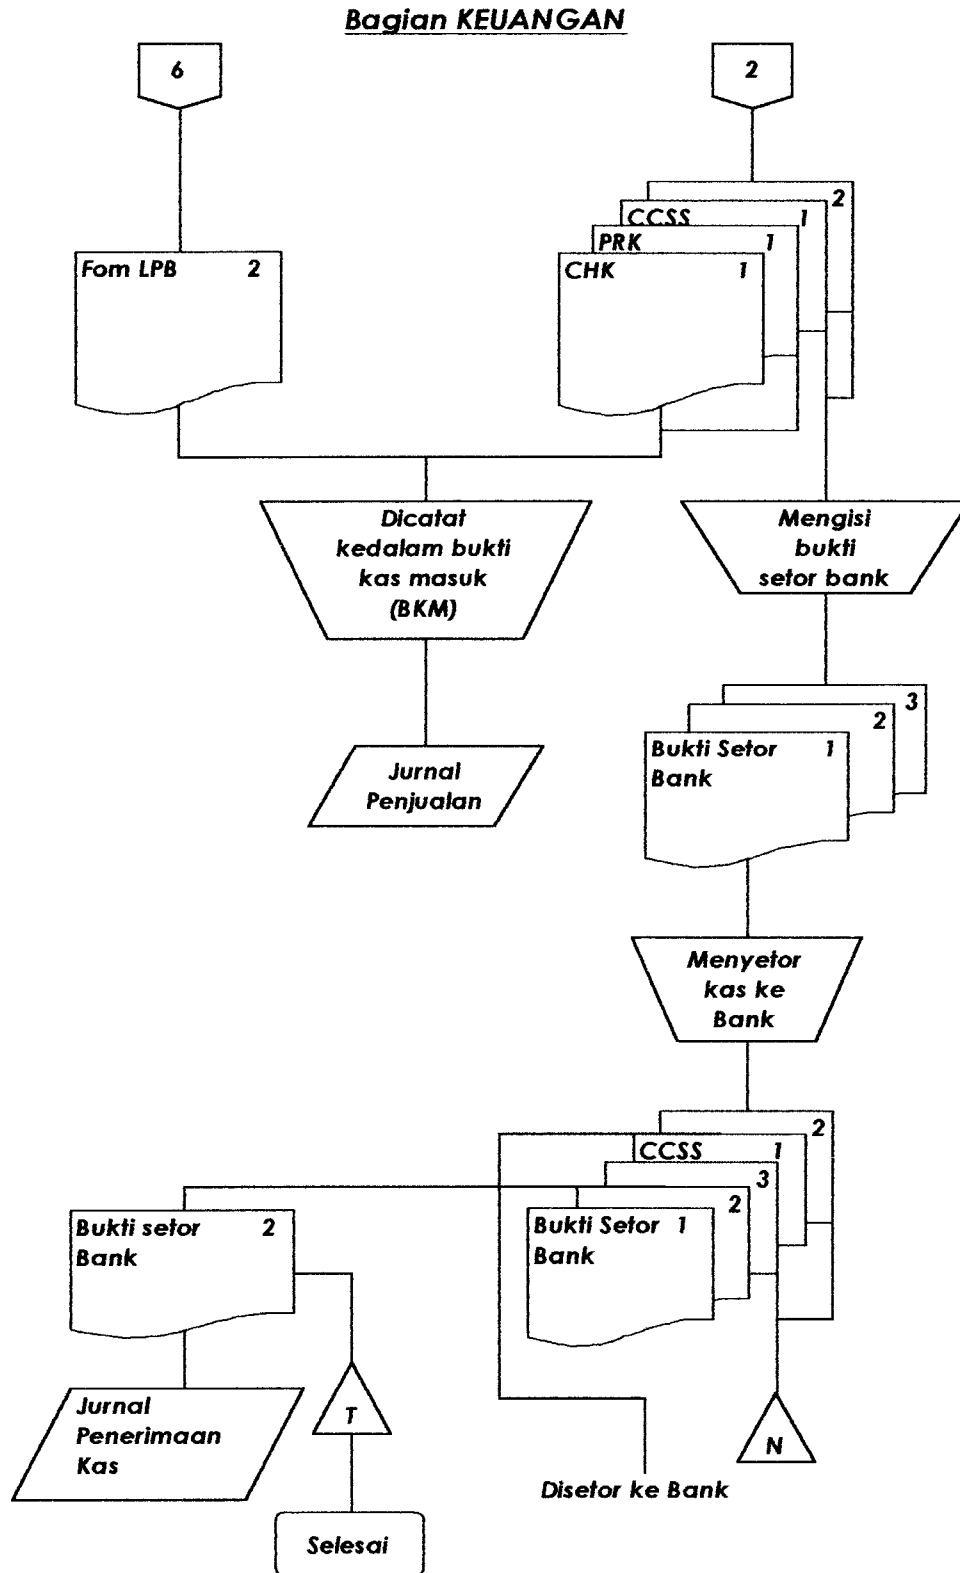 Bagian KEUANGAN
6
2
2
CCSS 1
PRK 1
Fom LPB 2
CHK 1
Dicatat
kedalam bukti
kas masuk
(BKM)
Mengisi
bukti
setor bank
3
2
Bukti Setor 1
Bank
Jurnal
Penjualan
Menyetor
kas ke
Bank
2
CCSS 1
3
2
Bukti setor 2
Bank
Bukti Setor 1
Bank
Jurnal
Penerimaan
Kas
T
N
Disetor ke Bank
Selesai